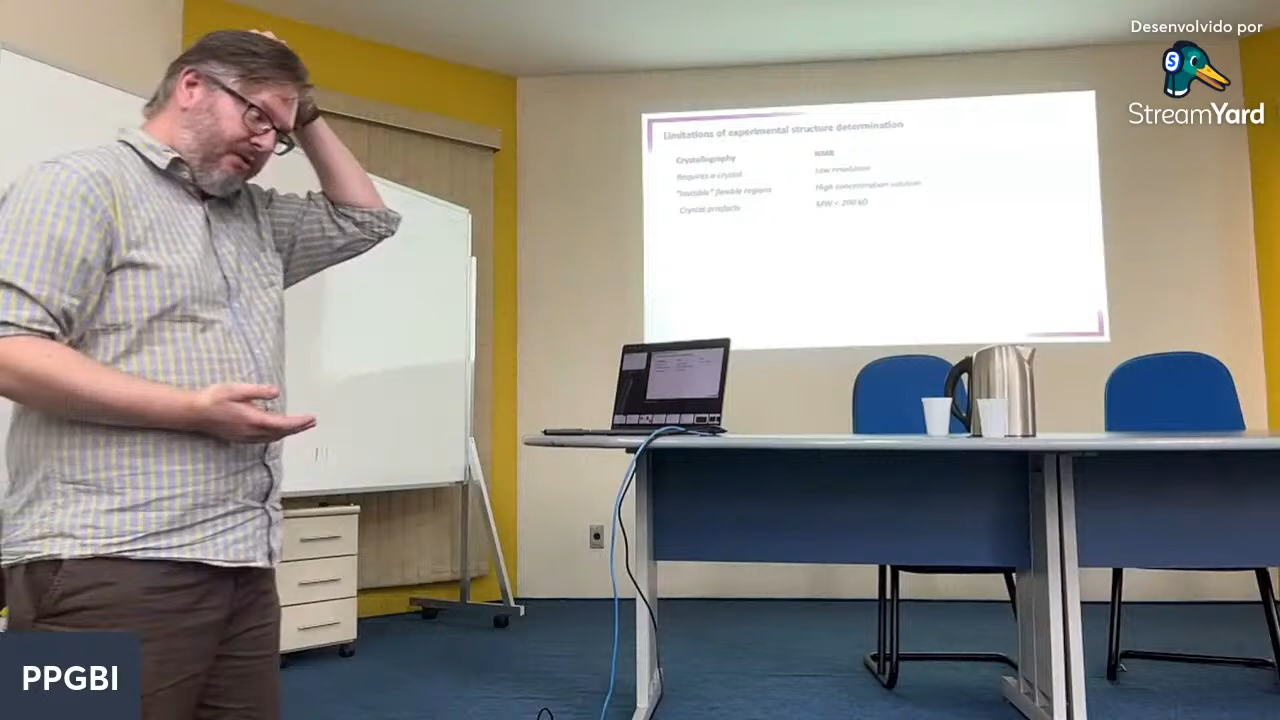 Desenvolvido por
StreamYard
Limitations of experimental structure determination
Crystallography
Requires a crystal
"Invisible" flexible regions
Crystal artefacts
NMR
Low resolution
High concentration solution
MW < 200 kD
PPGBI